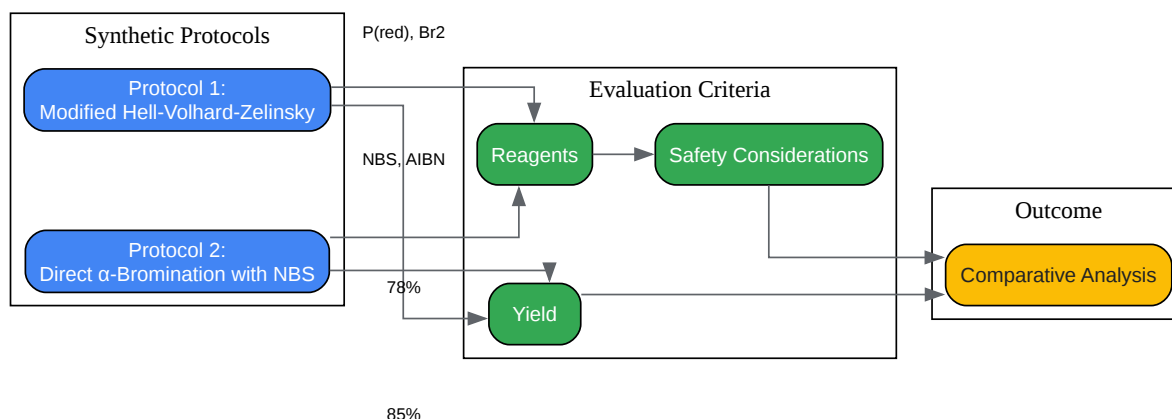 Synthetic Protocols
Protocol 1:
Modified Hell-Volhard-Zelinsky
Protocol 2:
Direct α-Bromination with NBS
P(red), Br2
NBS, AIBN
78%
85%
Evaluation Criteria
Reagents
Safety Considerations
Yield
Outcome
Comparative Analysis